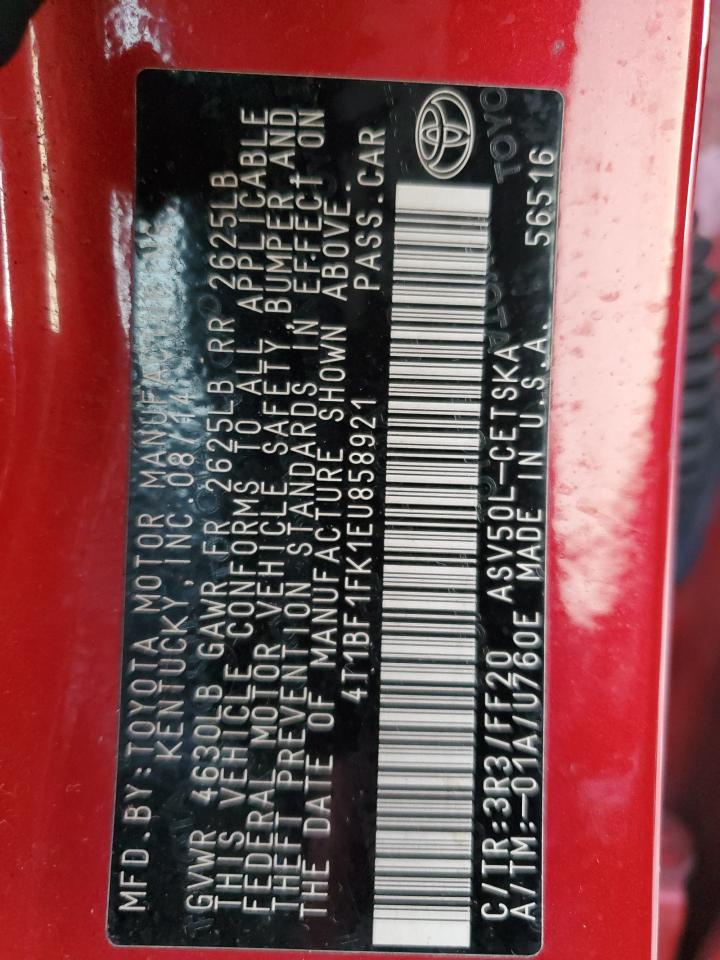 MFD.BY:TOYOTA MOTOR MANUFACTURING
KENTUCKY,INC.08/14
GVWR 4630LB GAWR FR 2625LB RR 2625LB
THIS VEHICLE CONFORMS TO ALL APPLICABLE
FEDERAL MOTOR VEHICLE SAFETY, BUMPER AND
THEFT PREVENTION STANDARDS IN EFFECT ON
THE DATE OF MANUFACTURE SHOWN ABOVE.
4T1BF1FK1EU858921 PASS.CAR
C/TR:3R3/FF20 ASV50L-CETSKA
A/TM:-01A/U760E MADE IN U.S.A. 56516
TOYO